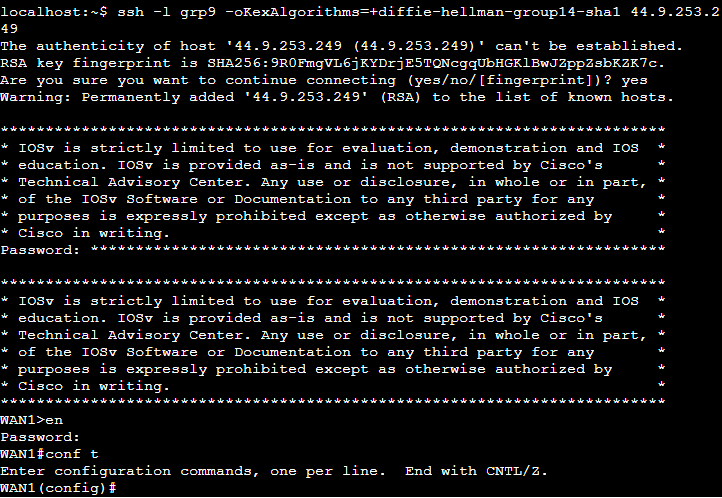 localhost:~$ ssh -l grp9 -oKexAlgorithms=+diffie-hellman-group14-sha1 44.9.253.2
49
The authenticity of host '44.9.253.249 (44.9.253.249)' can't be established.
RSA key fingerprint is SHA256:9R0FmgVL6jKYDrjE5TQNcgqUbHGKlBwJZppZsbKZK7c.
Are you sure you want to continue connecting (yes/no/[fingerprint])? yes
Warning: Permanently added '44.9.253.249' (RSA) to the list of known hosts.

**************************************************************************
* IOSv is strictly limited to use for evaluation, demonstration and IOS  *
* education. IOSv is provided as-is and is not supported by Cisco's      *
* Technical Advisory Center. Any use or disclosure, in whole or in part, *
* of the IOSv Software or Documentation to any third party for any       *
* purposes is expressly prohibited except as otherwise authorized by     *
* Cisco in writing.                                                      *
Password: ****************************************************************

**************************************************************************
* IOSv is strictly limited to use for evaluation, demonstration and IOS  *
* education. IOSv is provided as-is and is not supported by Cisco's      *
* Technical Advisory Center. Any use or disclosure, in whole or in part, *
* of the IOSv Software or Documentation to any third party for any       *
* purposes is expressly prohibited except as otherwise authorized by     *
* Cisco in writing.                                                      *
**************************************************************************
WAN1>en
Password:
WAN1#conf t
Enter configuration commands, one per line.  End with CNTL/Z.
WAN1(config)#